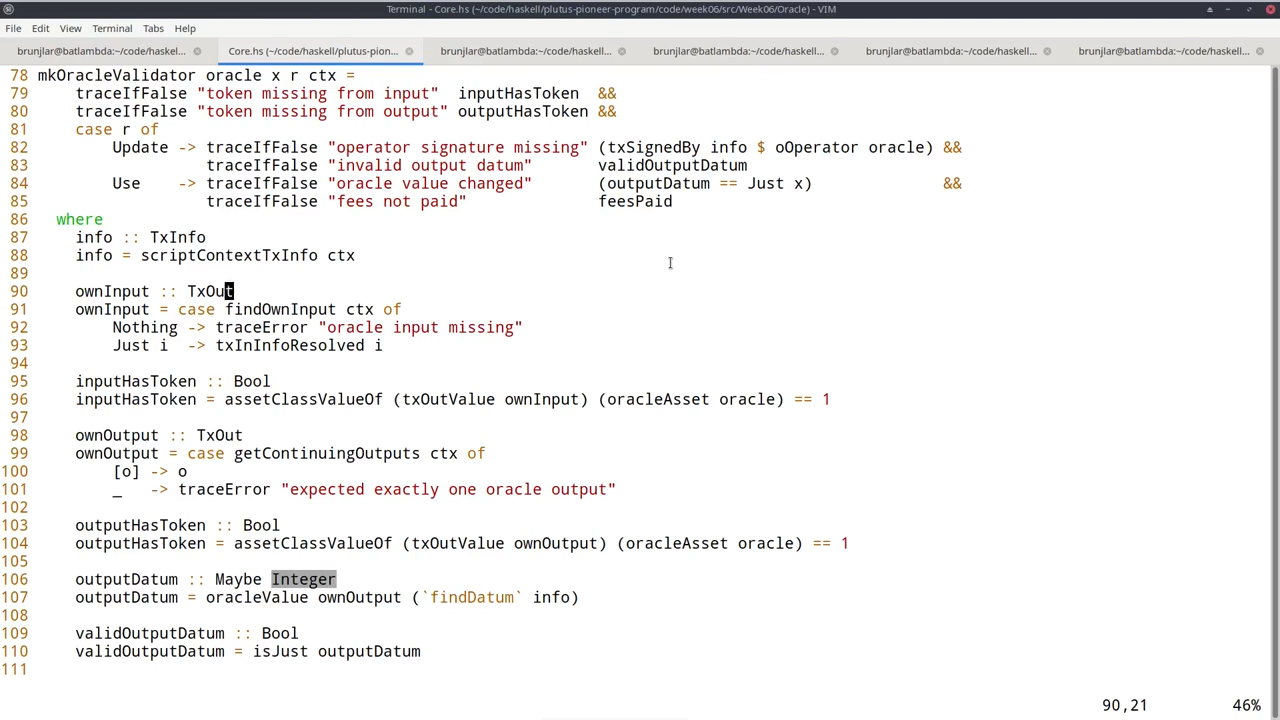 Terminal - Core.hs (~/code/haskell/plutus-pioneer-program/code/week06/src/Week06/Oracle) - VIM
File Edit View Terminal Tabs Help
brunjlar@batlambda:~/code/haskell... Core.hs (~/code/haskell/plutus-pion... brunjlar@batlambda:~/code/haskell... brunjlar@batlambda:~/code/haskell... brunjlar@batlambda:~/code/haskell... brunjlar@batlambda:~/code/haskell...
78 mkOracleValidator oracle x r ctx =
79     traceIfFalse "token missing from input"  inputHasToken  &&
80     traceIfFalse "token missing from output" outputHasToken &&
81     case r of
82         Update -> traceIfFalse "operator signature missing" (txSignedBy info $ oOperator oracle) &&
83                   traceIfFalse "invalid output datum"       validOutputDatum
84         Use    -> traceIfFalse "oracle value changed"       (outputDatum == Just x)              &&
85                   traceIfFalse "fees not paid"              feesPaid
86   where
87     info :: TxInfo
88     info = scriptContextTxInfo ctx
89
90     ownInput :: TxOut
91     ownInput = case findOwnInput ctx of
92         Nothing -> traceError "oracle input missing"
93         Just i  -> txInInfoResolved i
94
95     inputHasToken :: Bool
96     inputHasToken = assetClassValueOf (txOutValue ownInput) (oracleAsset oracle) == 1
97
98     ownOutput :: TxOut
99     ownOutput = case getContinuingOutputs ctx of
100         [o] -> o
101         _   -> traceError "expected exactly one oracle output"
102
103     outputHasToken :: Bool
104     outputHasToken = assetClassValueOf (txOutValue ownOutput) (oracleAsset oracle) == 1
105
106     outputDatum :: Maybe Integer
107     outputDatum = oracleValue ownOutput (`findDatum` info)
108
109     validOutputDatum :: Bool
110     validOutputDatum = isJust outputDatum
111
90,21 46%